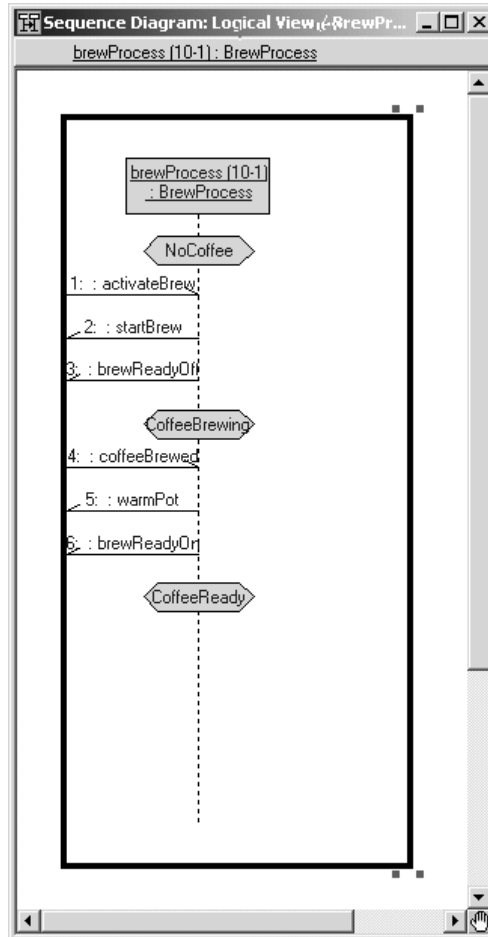 Sequence Diagram: Logical View / BrewPr...
brewProcess (10-1) : BrewProcess
brewProcess (10-1)
: BrewProcess
NoCoffee
1: : activateBrew
2: : startBrew
3: : brewReadyOff
CoffeeBrewing
4: : coffeeBrewed
5: : warmPot
6: : brewReadyOn
CoffeeReady